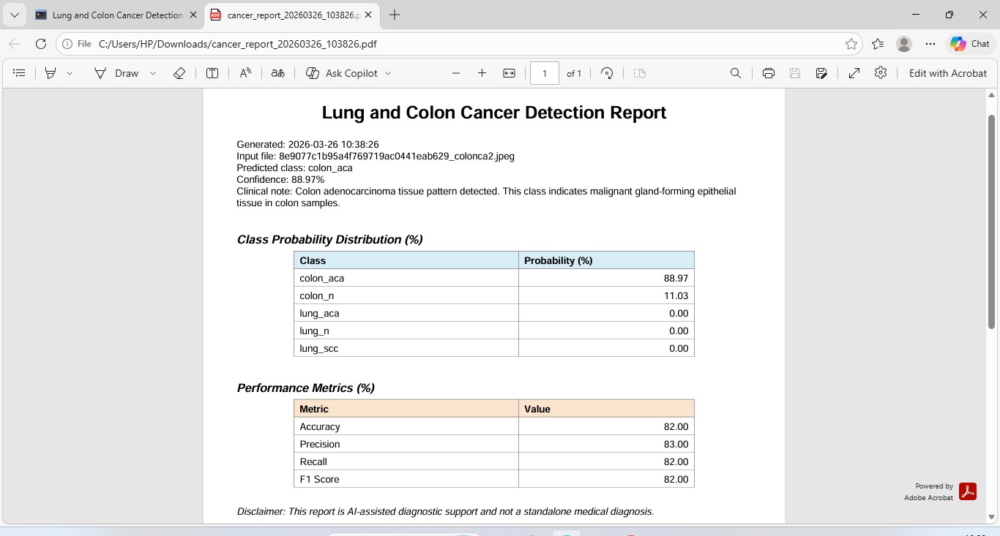 Lung and Colon Cancer Detection
cancer_report_20260326_103826.p
File C:/Users/HP/Downloads/cancer_report_20260326_103826.pdf
Chat
Draw
aあ
Ask Copilot
1 of 1
Edit with Acrobat
Lung and Colon Cancer Detection Report
Generated: 2026-03-26 10:38:26
Input file: 8e9077c1b95a4f769719ac0441eab629_colonca2.jpeg
Predicted class: colon_aca
Confidence: 88.97%
Clinical note: Colon adenocarcinoma tissue pattern detected. This class indicates malignant gland-forming epithelial
tissue in colon samples.
Class Probability Distribution (%)
Class Probability (%)
colon_aca 88.97
colon_n 11.03
lung_aca 0.00
lung_n 0.00
lung_scc 0.00
Performance Metrics (%)
Metric Value
Accuracy 82.00
Precision 83.00
Recall 82.00
F1 Score 82.00
Powered by
Adobe Acrobat
Disclaimer: This report is AI-assisted diagnostic support and not a standalone medical diagnosis.